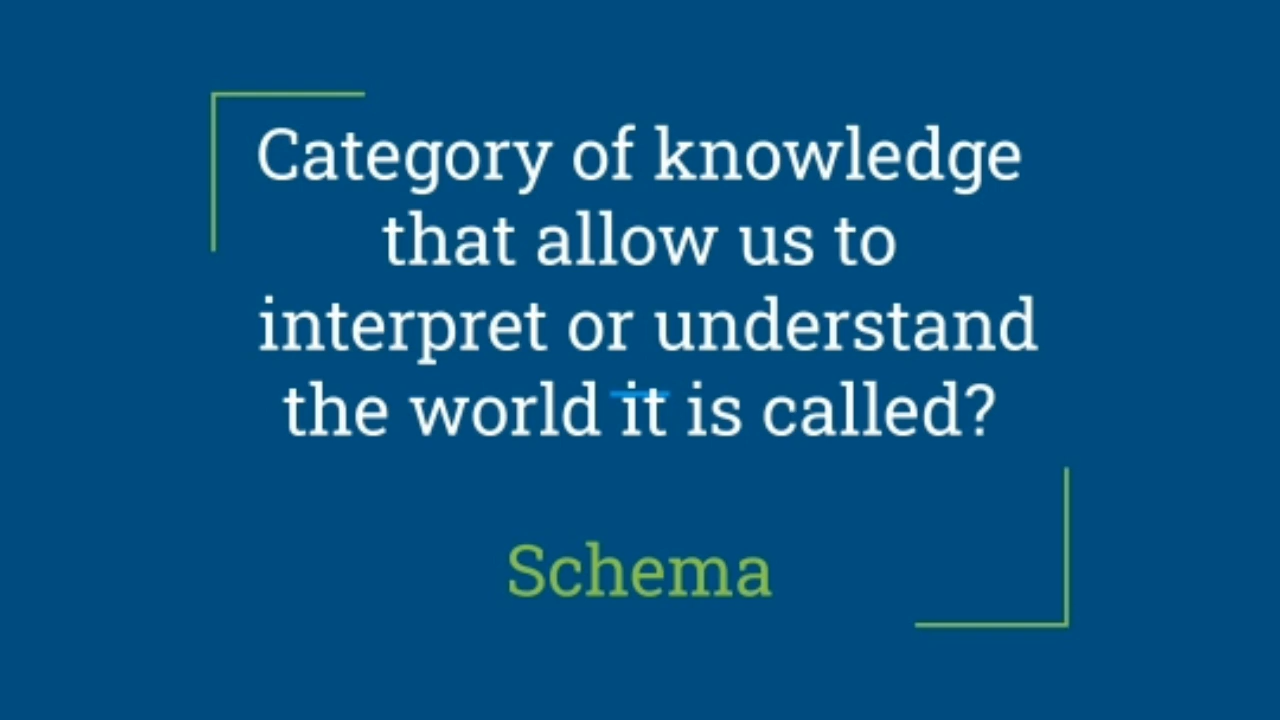 Category of knowledge
that allow us to
interpret or understand
the world it is called?
Schema